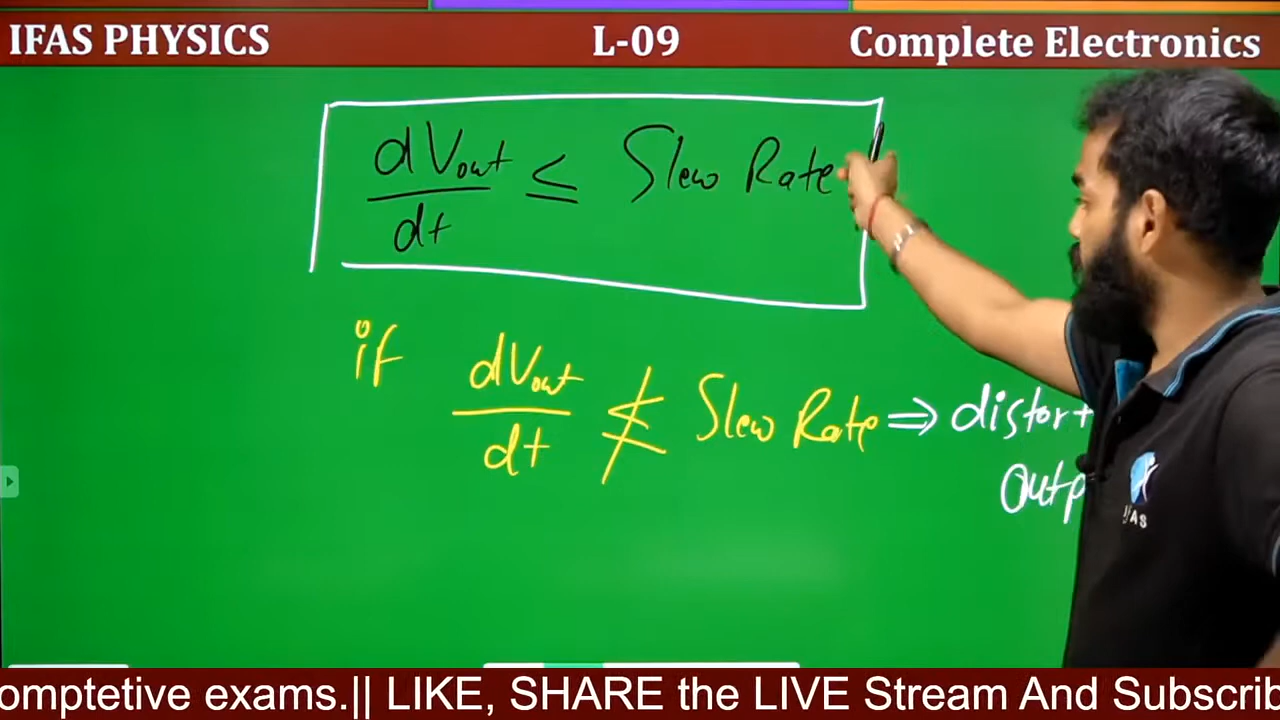 IFAS PHYSICS L-09 Complete Electronics
dVout/dt ≤ Slew Rate
if dVout/dt ≰ Slew Rate ⇒ distort
outp
IFAS
omptetive exams.|| LIKE, SHARE the LIVE Stream And Subscrib